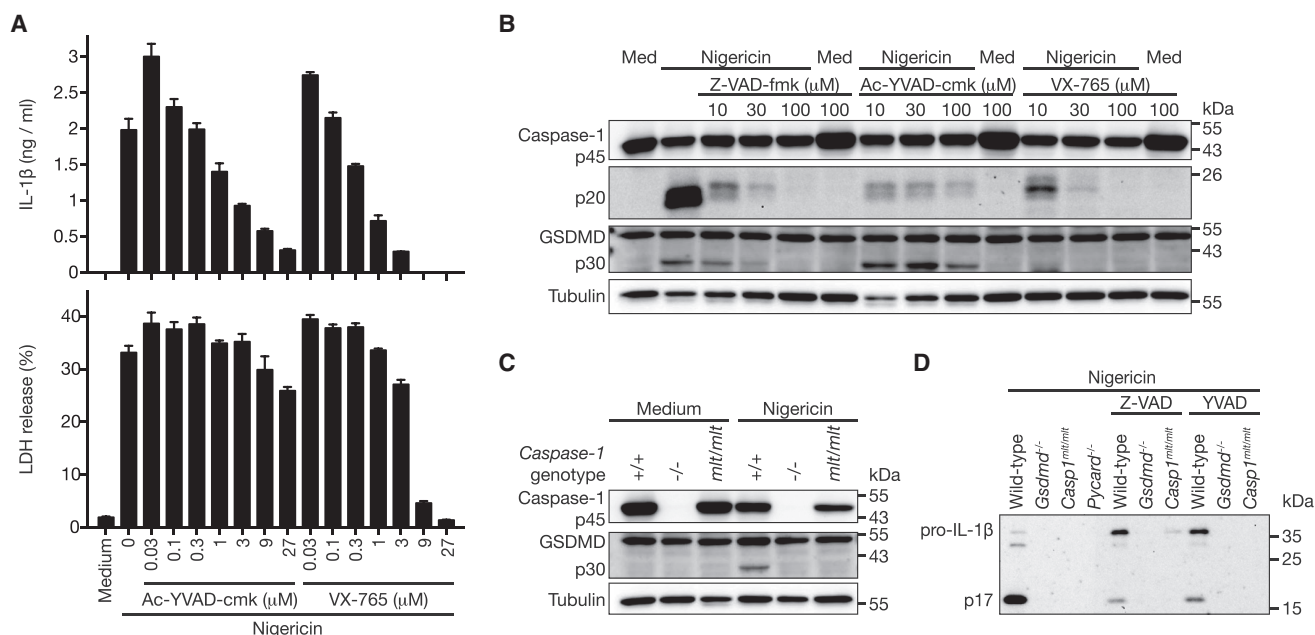 A
IL-1β (ng / ml)
3
2.5
2
1.5
1
0.5
0
LDH release (%)
40
30
20
10
0
Medium 0 0.03 0.1 0.3 1 3 9 27 0.03 0.1 0.3 1 3 9 27
Ac-YVAD-cmk (μM) VX-765 (μM)
Nigericin
B
Med Nigericin Med Nigericin Med Nigericin Med
Z-VAD-fmk (μM) Ac-YVAD-cmk (μM) VX-765 (μM)
10 30 100 100 10 30 100 100 10 30 100 100 kDa
Caspase-1 55
p45 43
26
p20
GSDMD 55
43
p30
Tubulin 55
C
Medium Nigericin
Caspase-1 genotype +/+ -/- mlt/mlt +/+ -/- mlt/mlt kDa
Caspase-1 55
p45 43
GSDMD 55
43
p30
Tubulin 55
D
Nigericin
Z-VAD YVAD
Wild-type Gsdmd-/- Casp1mlt/mlt Pycard-/- Wild-type Gsdmd-/- Casp1mlt/mlt Wild-type Gsdmd-/- Casp1mlt/mlt kDa
pro-IL-1β 35
25
p17 15